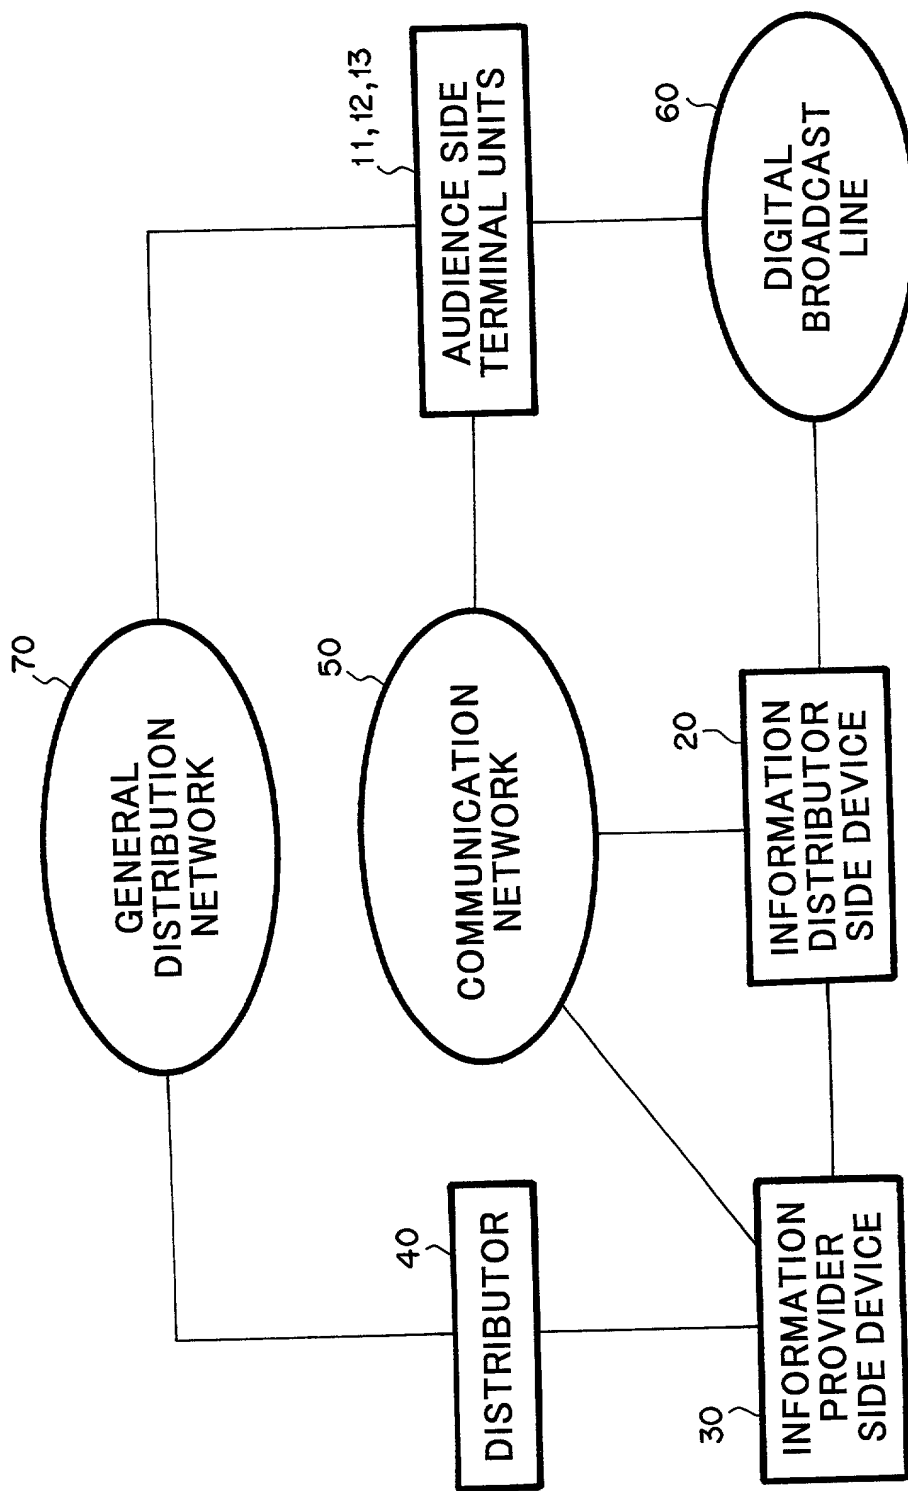 70
GENERAL
DISTRIBUTION
NETWORK
40
DISTRIBUTOR
50
COMMUNICATION
NETWORK
11,12,13
AUDIENCE SIDE
TERMINAL UNITS
30
INFORMATION
PROVIDER
SIDE DEVICE
20
INFORMATION
DISTRIBUTOR
SIDE DEVICE
60
DIGITAL
BROADCAST
LINE